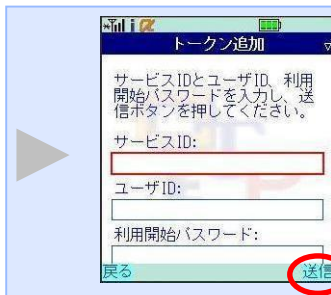 トークン追加
サービスIDとユーザID、利用
開始パスワードを入力し、送
信ボタンを押してください。
サービスID:
ユーザID:
利用開始パスワード:
戻る 送信